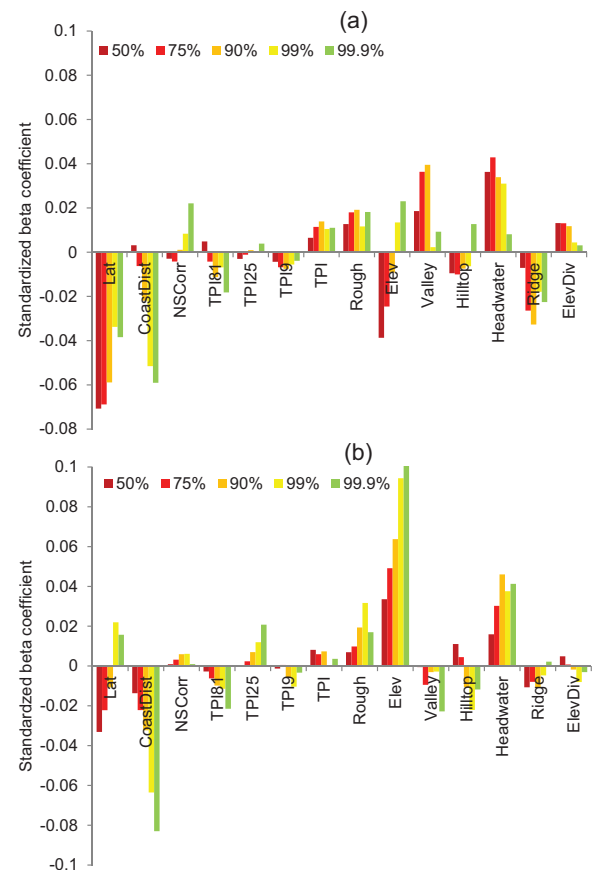 (a)
0.1
50% 75% 90% 99% 99.9%
0.08
0.06
0.04
0.02
0
-0.02
-0.04
-0.06
-0.08
Standardized beta coefficient
Lat
CoastDist
NSCorr
TPI81
TPI25
TPI9
TPI
Rough
Elev
Valley
Hilltop
Headwater
Ridge
ElevDiv
(b)
0.1
50% 75% 90% 99% 99.9%
0.08
0.06
0.04
0.02
0
-0.02
-0.04
-0.06
-0.08
-0.1
Standardized beta coefficient
Lat
CoastDist
NSCorr
TPI81
TPI25
TPI9
TPI
Rough
Elev
Valley
Hilltop
Headwater
Ridge
ElevDiv